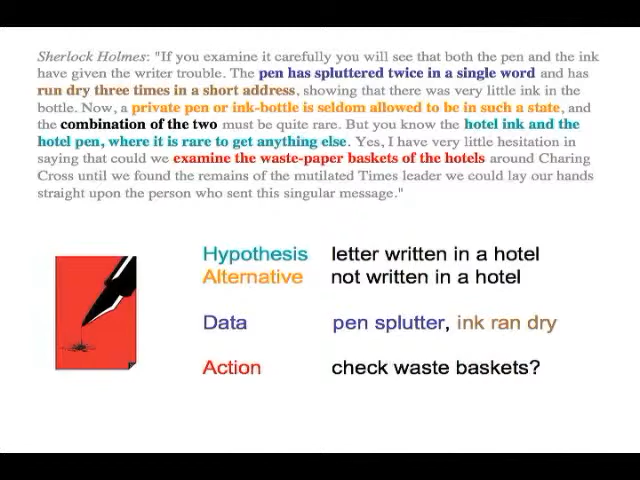 Sherlock Holmes: "If you examine it carefully you will see that both the pen and the ink
have given the writer trouble. The pen has spluttered twice in a single word and has
run dry three times in a short address, showing that there was very little ink in the
bottle. Now, a private pen or ink-bottle is seldom allowed to be in such a state, and
the combination of the two must be quite rare. But you know the hotel ink and the
hotel pen, where it is rare to get anything else. Yes, I have very little hesitation in
saying that could we examine the waste-paper baskets of the hotels around Charing
Cross until we found the remains of the mutilated Times leader we could lay our hands
straight upon the person who sent this singular message."
Hypothesis letter written in a hotel
Alternative not written in a hotel
Data pen splutter, ink ran dry
Action check waste baskets?